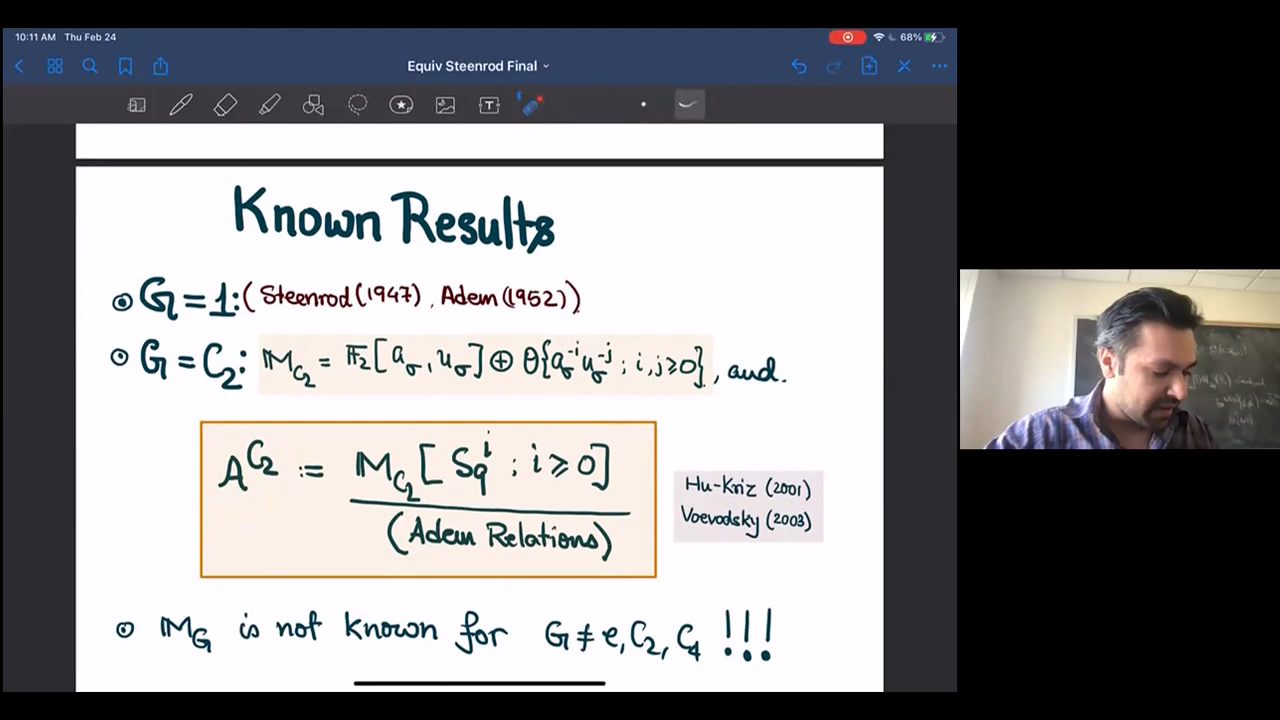 10:11 AM Thu Feb 24
68%
Equiv Steenrod Final
Known Results
G = 1: (Steenrod (1947), Adem (1952))
G = C₂: 𝕄_{C₂} = 𝔽₂[a_σ, u_σ] ⊕ Θ{a_σ^{-i} u_σ^{-j} ; i, j ≥ 0}, and.
A^{C₂} := 𝕄_{C₂}[Sq^i ; i ≥ 0]
(Adem Relations)
Hu-Kriz (2001)
Voevodsky (2003)
𝕄_G is not known for G ≠ e, C₂, C₄ !!!